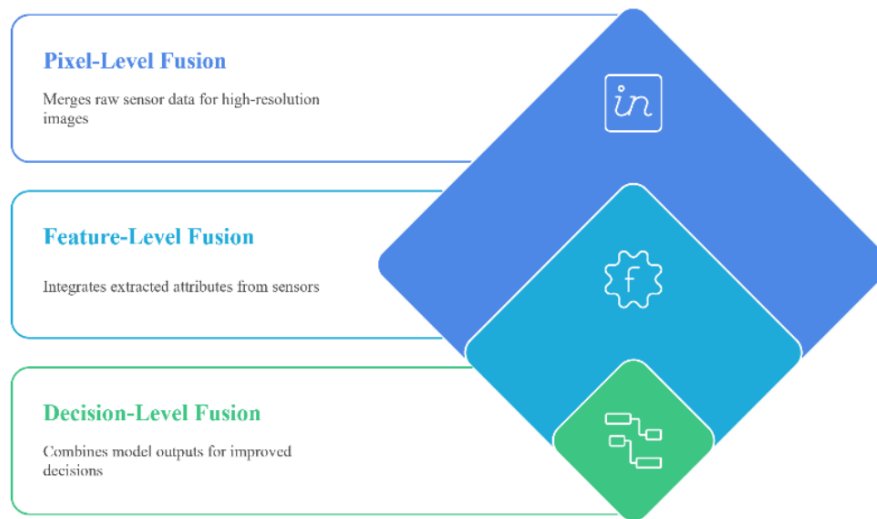 Pixel-Level Fusion
Merges raw sensor data for high-resolution
images
in
Feature-Level Fusion
Integrates extracted attributes from sensors
f
Decision-Level Fusion
Combines model outputs for improved
decisions